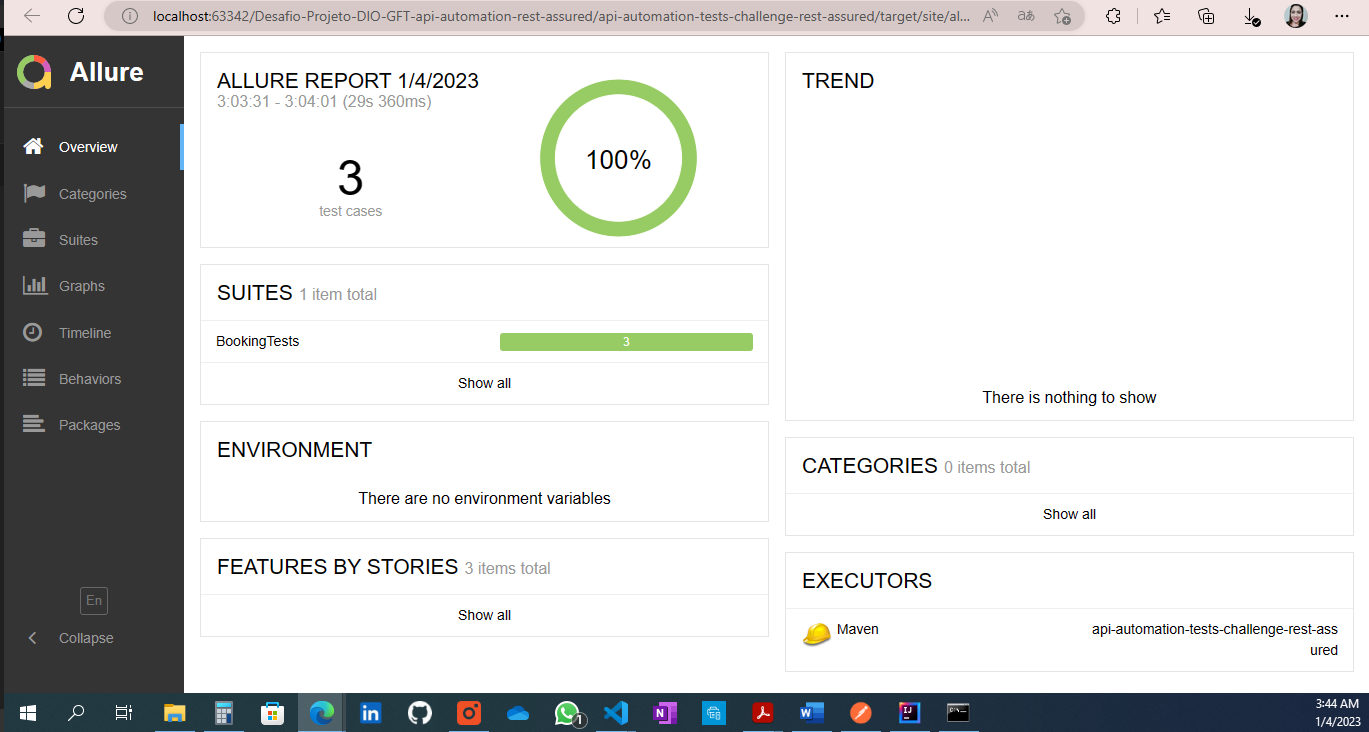 localhost:63342/Desafio-Projeto-DIO-GFT-api-automation-rest-assured/api-automation-tests-challenge-rest-assured/target/site/al...
Allure
Overview
Categories
Suites
Graphs
Timeline
Behaviors
Packages
En
Collapse
ALLURE REPORT 1/4/2023
3:03:31 - 3:04:01 (29s 360ms)
3
test cases
100%
SUITES 1 item total
BookingTests 3
Show all
ENVIRONMENT
There are no environment variables
FEATURES BY STORIES 3 items total
Show all
TREND
There is nothing to show
CATEGORIES 0 items total
Show all
EXECUTORS
Maven api-automation-tests-challenge-rest-ass
ured
3:44 AM
1/4/2023